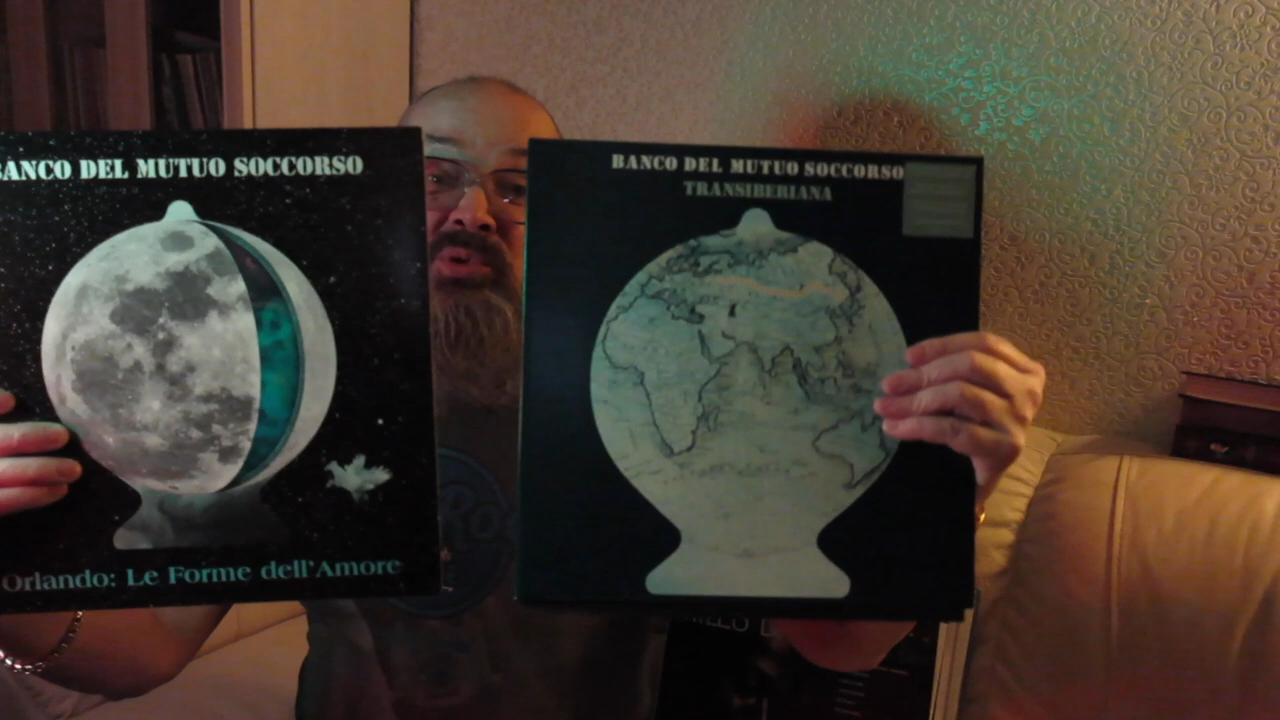 BANCO DEL MUTUO SOCCORSO
Orlando: Le Forme dell'Amore
BANCO DEL MUTUO SOCCORSO
TRANSIBERIANA